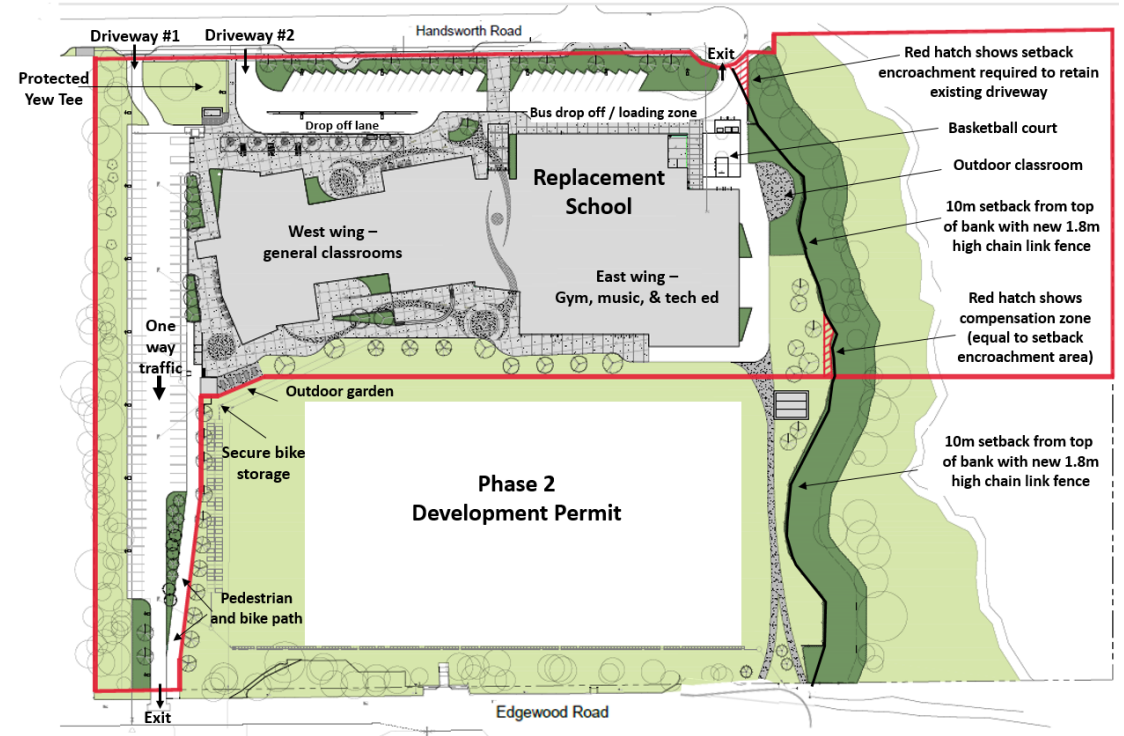 Handsworth Road
Driveway #1
Driveway #2
Exit
Protected
Yew Tee
Drop off lane
Bus drop off / loading zone
Red hatch shows setback
encroachment required to retain
existing driveway
Basketball court
Outdoor classroom
10m setback from top
of bank with new 1.8m
high chain link fence
Replacement
School
West wing –
general classrooms
East wing –
Gym, music, & tech ed
Red hatch shows
compensation zone
(equal to setback
encroachment area)
One
way
traffic
Outdoor garden
Secure bike
storage
Phase 2
Development Permit
10m setback from top
of bank with new 1.8m
high chain link fence
Pedestrian
and bike path
Exit
Edgewood Road